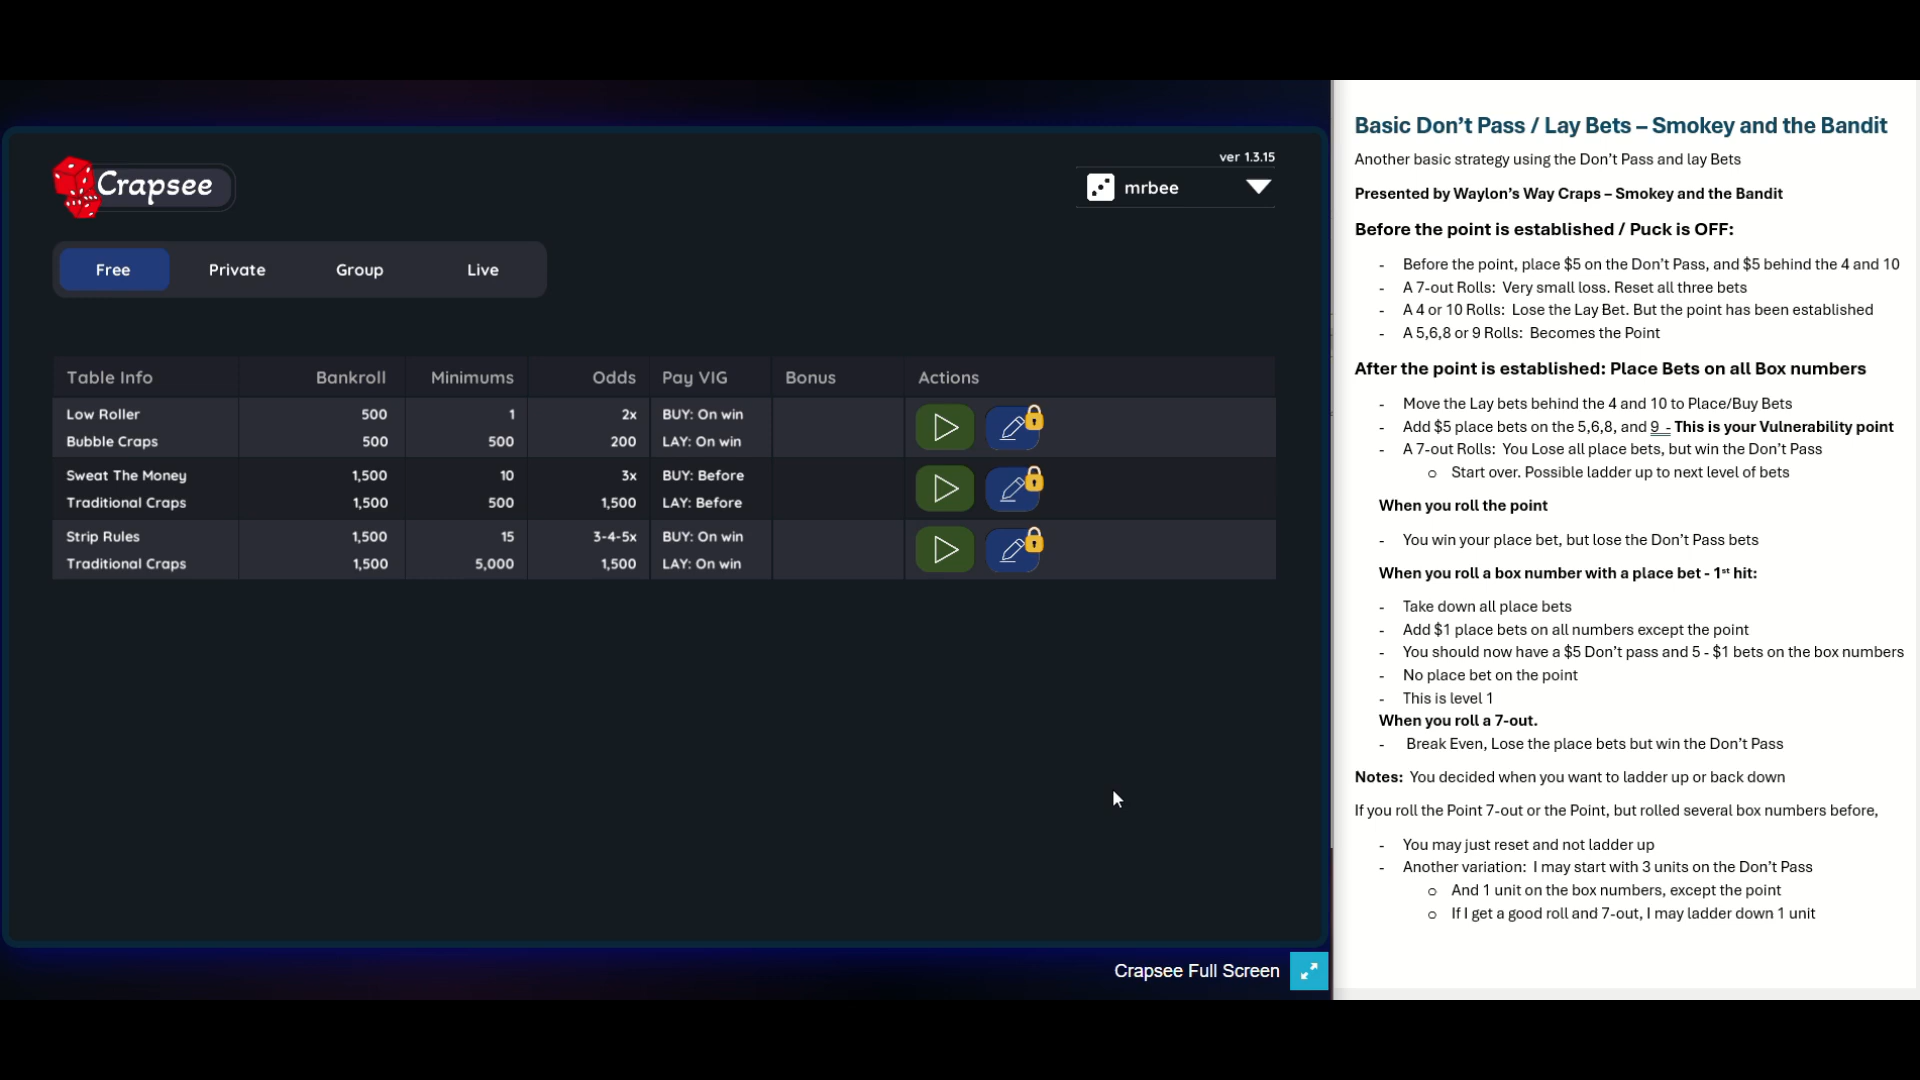 Crapsee
ver 1.3.15
mrbee
Free Private Group Live
Table Info Bankroll Minimums Odds Pay VIG Bonus Actions
Low Roller 500 1 2x BUY: On win
Bubble Craps 500 500 200 LAY: On win
Sweat The Money 1,500 10 3x BUY: Before
Traditional Craps 1,500 500 1,500 LAY: Before
Strip Rules 1,500 15 3-4-5x BUY: On win
Traditional Craps 1,500 5,000 1,500 LAY: On win
Crapsee Full Screen
Basic Don’t Pass / Lay Bets – Smokey and the Bandit
Another basic strategy using the Don’t Pass and lay Bets
Presented by Waylon’s Way Craps – Smokey and the Bandit
Before the point is established / Puck is OFF:
- Before the point, place $5 on the Don’t Pass, and $5 behind the 4 and 10
- A 7-out Rolls: Very small loss. Reset all three bets
- A 4 or 10 Rolls: Lose the Lay Bet. But the point has been established
- A 5,6,8 or 9 Rolls: Becomes the Point
After the point is established: Place Bets on all Box numbers
- Move the Lay bets behind the 4 and 10 to Place/Buy Bets
- Add $5 place bets on the 5,6,8, and 9 - This is your Vulnerability point
- A 7-out Rolls: You Lose all place bets, but win the Don’t Pass
o Start over. Possible ladder up to next level of bets
When you roll the point
- You win your place bet, but lose the Don’t Pass bets
When you roll a box number with a place bet - 1st hit:
- Take down all place bets
- Add $1 place bets on all numbers except the point
- You should now have a $5 Don’t pass and 5 - $1 bets on the box numbers
- No place bet on the point
- This is level 1
When you roll a 7-out.
- Break Even, Lose the place bets but win the Don’t Pass
Notes: You decided when you want to ladder up or back down
If you roll the Point 7-out or the Point, but rolled several box numbers before,
- You may just reset and not ladder up
- Another variation: I may start with 3 units on the Don’t Pass
o And 1 unit on the box numbers, except the point
o If I get a good roll and 7-out, I may ladder down 1 unit